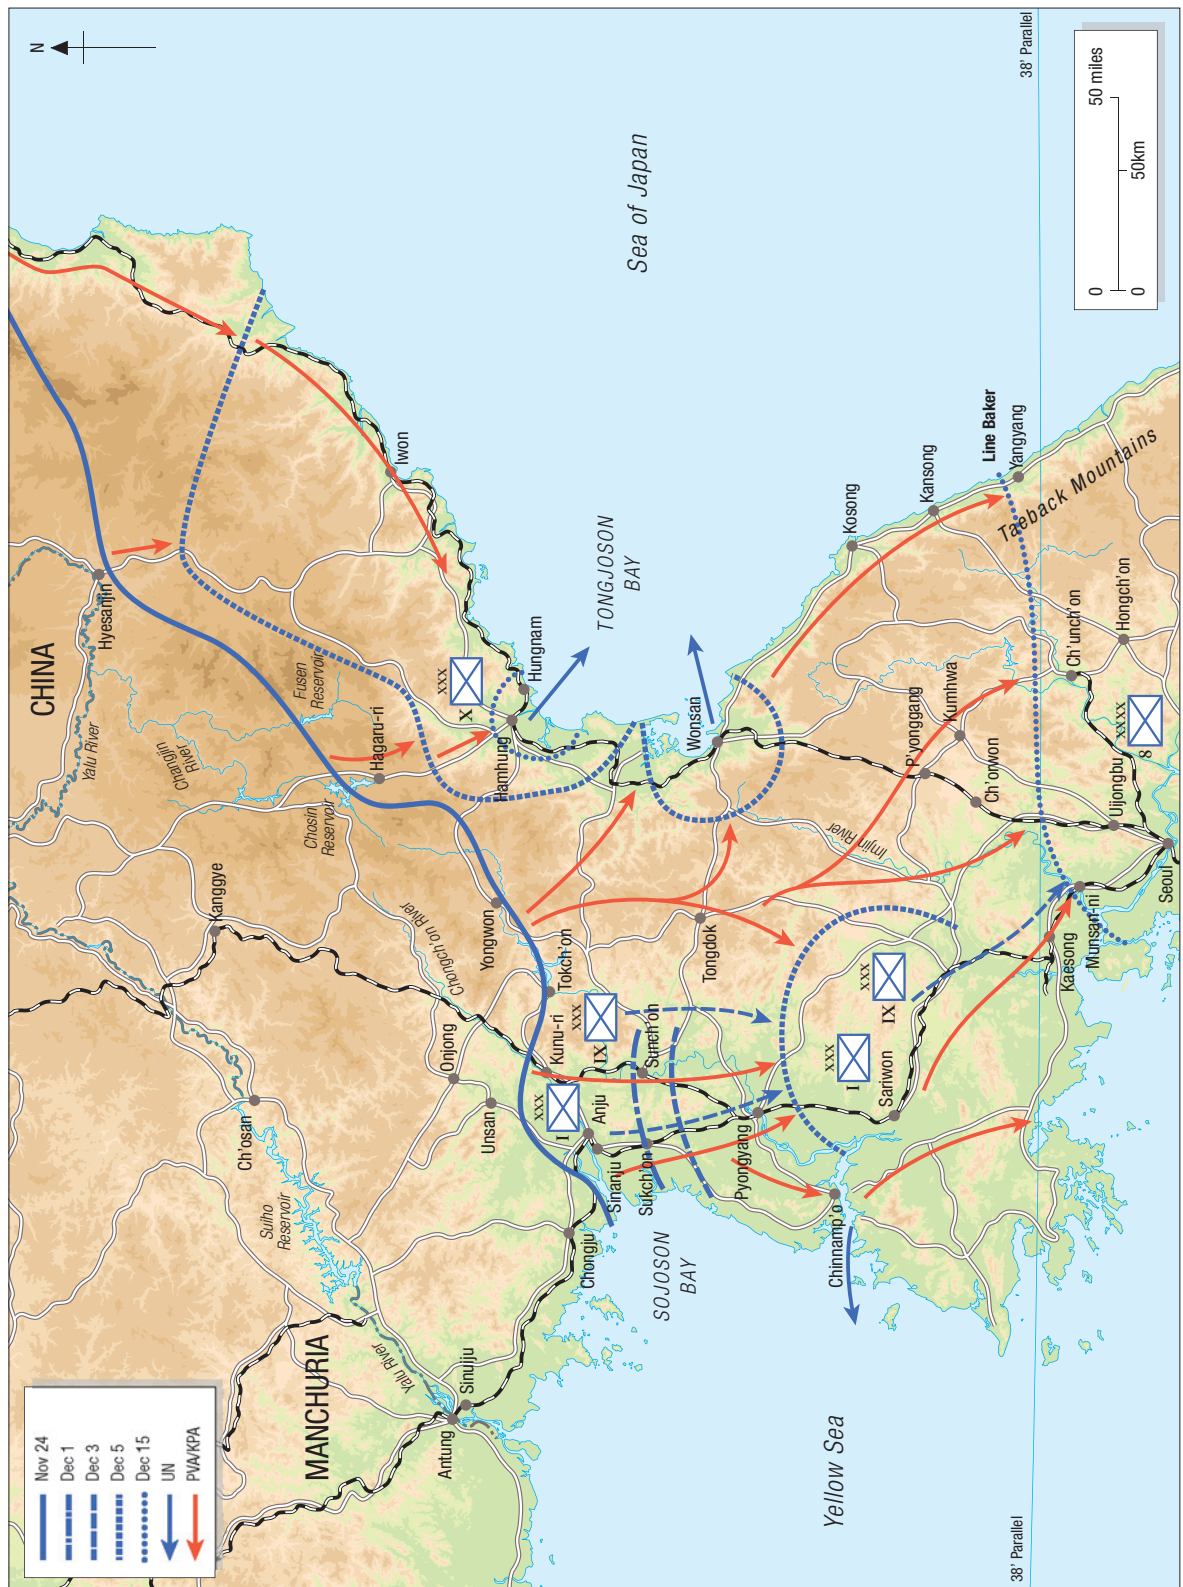 Nov 24
Dec 1
Dec 3
Dec 5
Dec 15
UN
PVA/KPA
N
CHINA
MANCHURIA
Hyesanjin
Yalu River
Changjin
River
Fusen
Reservoir
Chosin
Reservoir
Hagaru-ri
Kanggye
Ch'osan
Suiho
Reservoir
Yalu River
Antung
Sinuiju
Iwon
XXX
X
Hungnam
Hamhung
TONGJOSON
BAY
Sea of Japan
Chongch'on River
Yongwon
Tokch'on
Onjong
Unsan
Kunu-ri
XXX
IX
XXX
I
Anju
Sinanju
Chongju
Sunch'on
Sukch'on
SOJOSON
BAY
Tongdok
Wonsan
Pyongyang
Chinnamp'o
XXX
I
XXX
IX
Sariwon
Imjin River
P'yonggang
Kumhwa
Ch'orwon
Kosong
Kansong
Line Baker
Yangyang
Taeback Mountains
Ch'unch'on
Hongch'on
XXXX
8
Uijongbu
Seoul
Munsan-ni
Kaesong
Yellow Sea
38' Parallel
38' Parallel
0
50 miles
0
50km